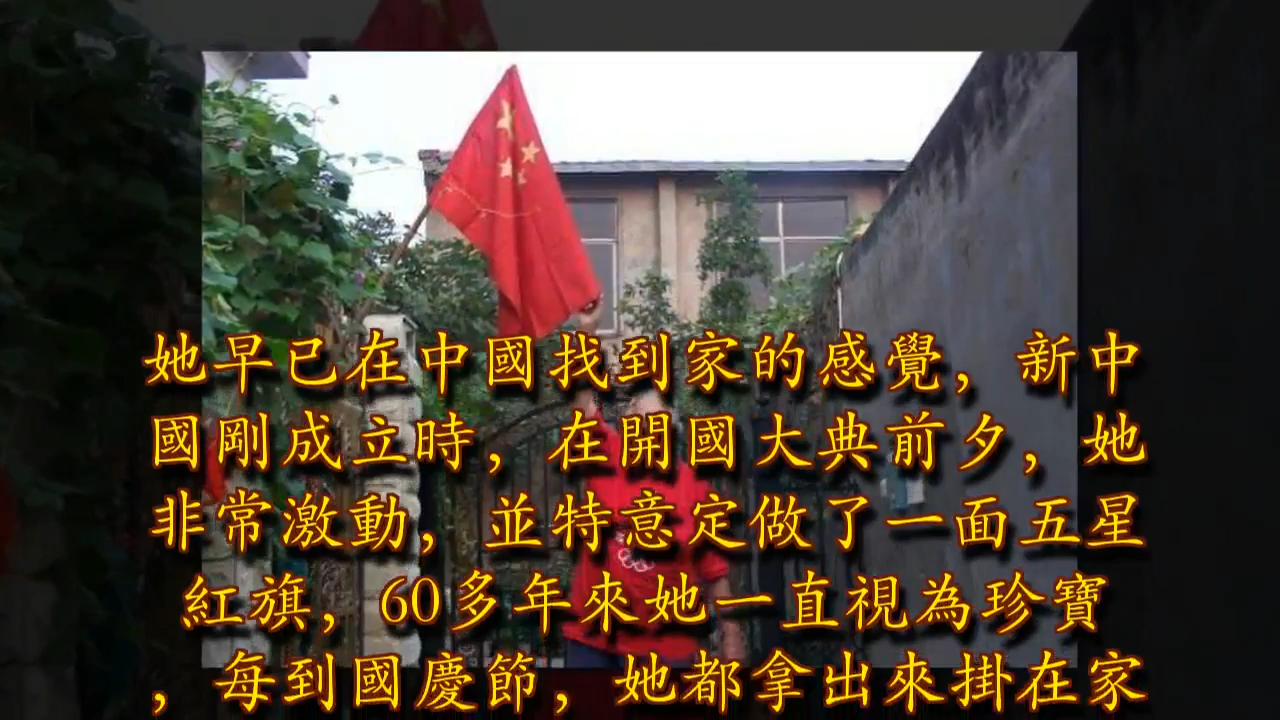 她早已在中國找到家的感覺，新中
國剛成立時，在開國大典前夕，她
非常激動，並特意定做了一面五星
紅旗，60多年來她一直視為珍寶
，每到國慶節，她都拿出來掛在家